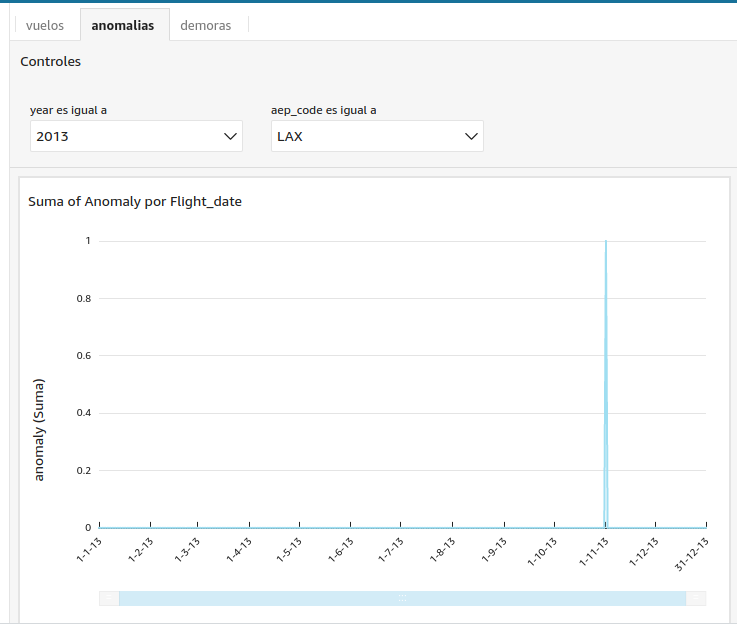 vuelos anomalias demoras
Controles
year es igual a aep_code es igual a
2013 LAX
Suma of Anomaly por Flight_date
1
0.8
0.6
0.4
0.2
0
anomaly (Suma)
1-1-13 1-2-13 1-3-13 1-4-13 1-5-13 1-6-13 1-7-13 1-8-13 1-9-13 1-10-13 1-11-13 1-12-13 31-12-13